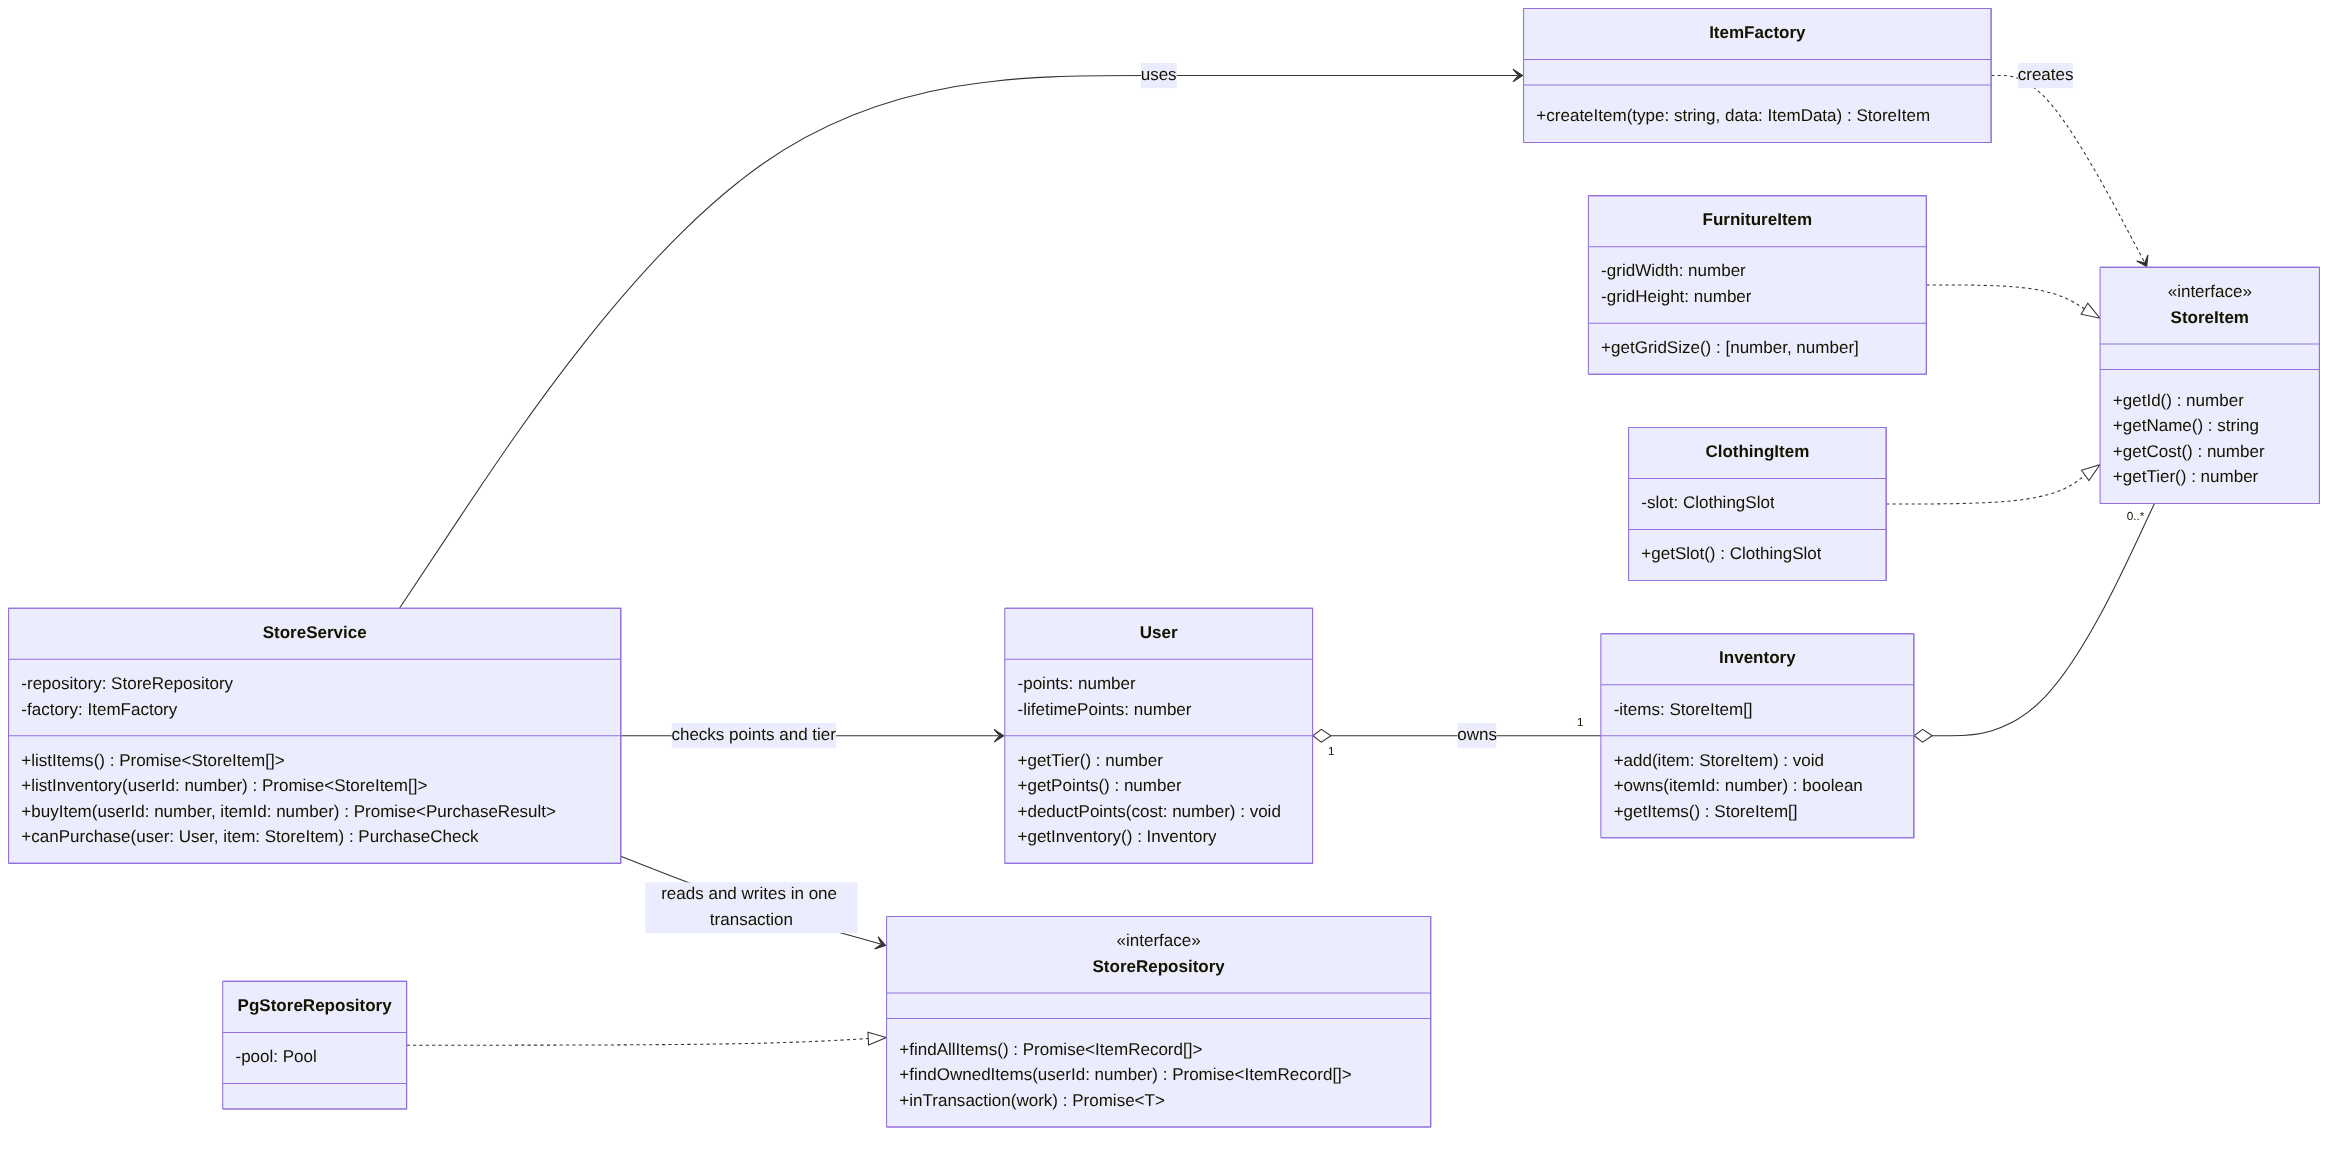 ItemFactory
+createItem(type: string, data: ItemData) : StoreItem
uses
creates
FurnitureItem
-gridWidth: number
-gridHeight: number
+getGridSize() : [number, number]
«interface»
StoreItem
+getId() : number
+getName() : string
+getCost() : number
+getTier() : number
ClothingItem
-slot: ClothingSlot
+getSlot() : ClothingSlot
0..*
StoreService
-repository: StoreRepository
-factory: ItemFactory
+listItems() : Promise<StoreItem[]>
+listInventory(userId: number) : Promise<StoreItem[]>
+buyItem(userId: number, itemId: number) : Promise<PurchaseResult>
+canPurchase(user: User, item: StoreItem) : PurchaseCheck
checks points and tier
User
-points: number
-lifetimePoints: number
+getTier() : number
+getPoints() : number
+deductPoints(cost: number) : void
+getInventory() : Inventory
1
owns
1
Inventory
-items: StoreItem[]
+add(item: StoreItem) : void
+owns(itemId: number) : boolean
+getItems() : StoreItem[]
reads and writes in one
transaction
«interface»
StoreRepository
+findAllItems() : Promise<ItemRecord[]>
+findOwnedItems(userId: number) : Promise<ItemRecord[]>
+inTransaction(work) : Promise<T>
PgStoreRepository
-pool: Pool